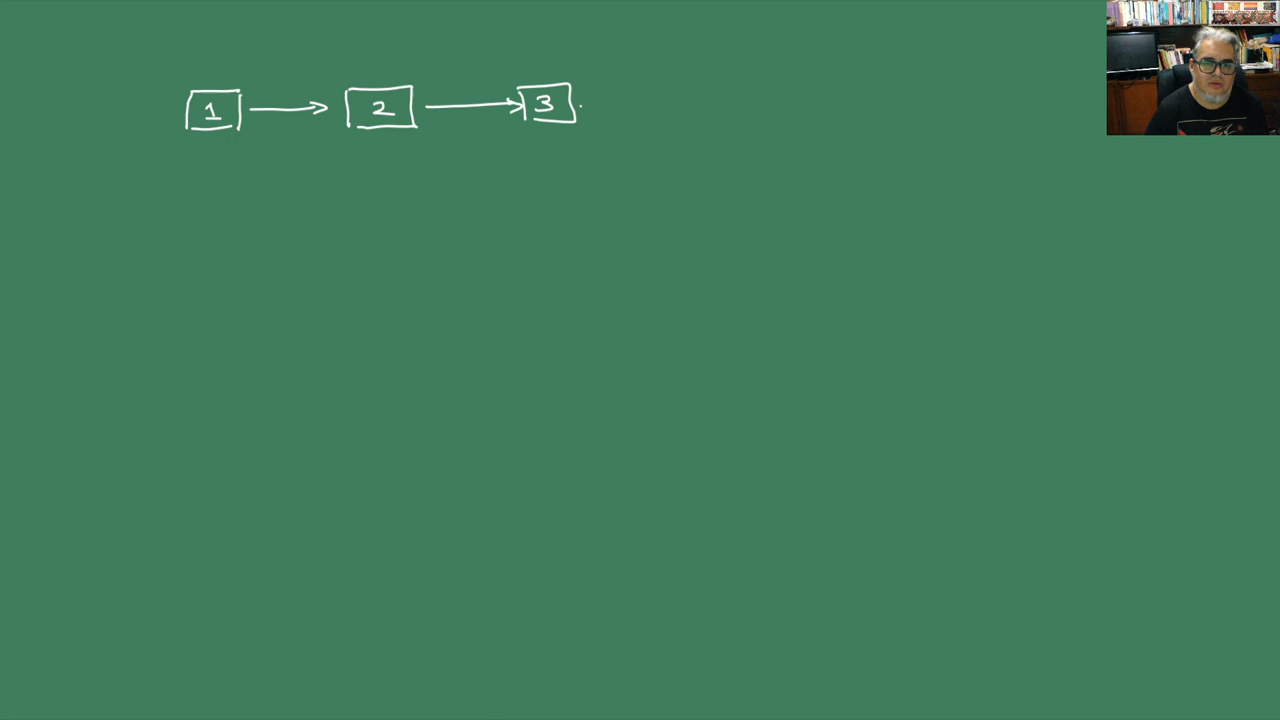 1 → 2 → 3